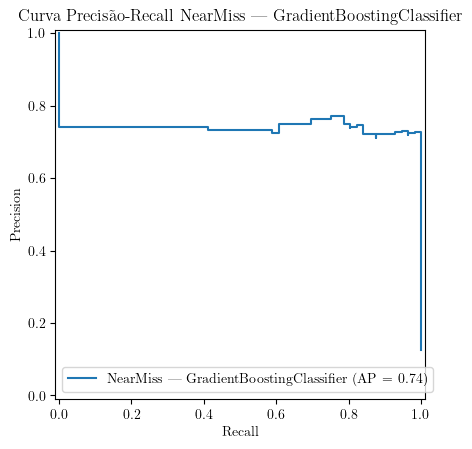 Curva Precisão-Recall NearMiss — GradientBoostingClassifier
1.0
0.8
0.6
0.4
0.2
0.0
Precision
NearMiss — GradientBoostingClassifier (AP = 0.74)
0.0 0.2 0.4 0.6 0.8 1.0
Recall